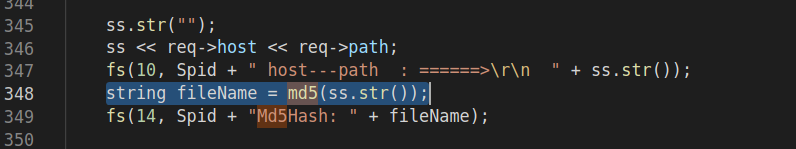 344
345 ss.str("");
346 ss << req->host << req->path;
347 fs(10, Spid + " host---path  : ======>\r\n  " + ss.str());
348 string fileName = md5(ss.str());
349 fs(14, Spid + "Md5Hash: " + fileName);
350